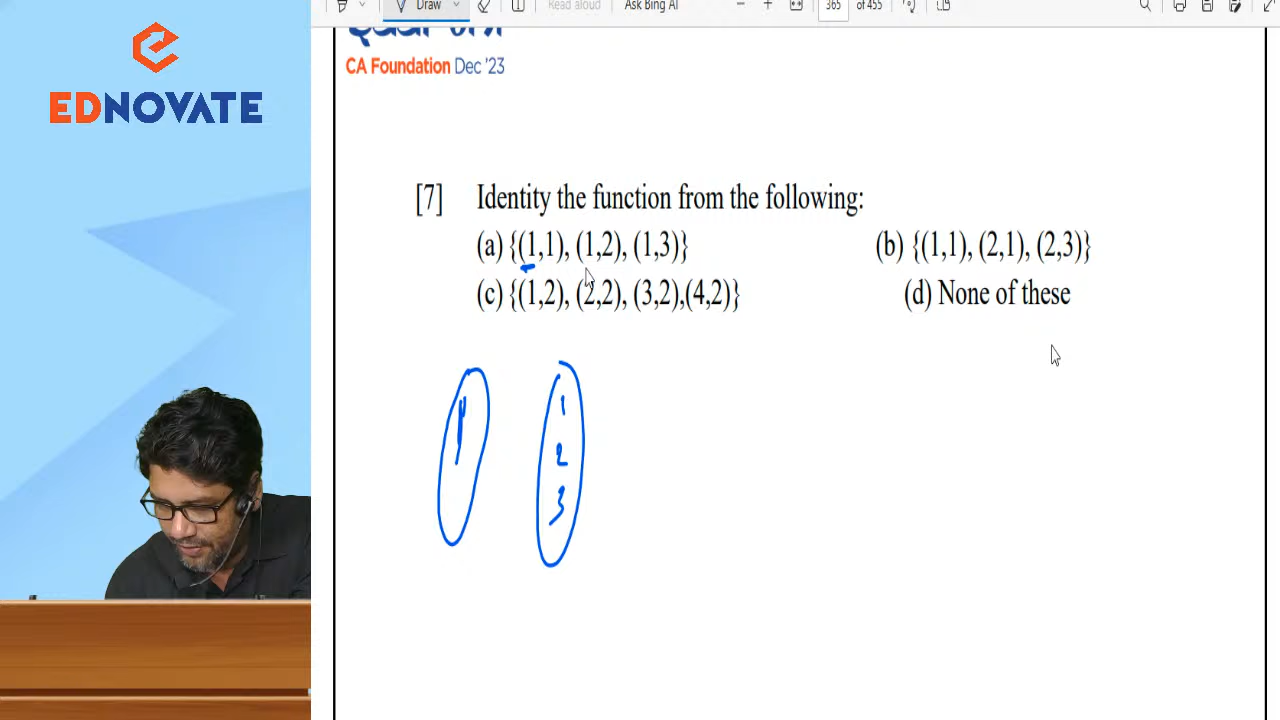 Draw
Read aloud
Ask Bing AI
365 of 455
EDNOVATE
CA Foundation Dec '23
[7] Identity the function from the following:
(a) {(1,1), (1,2), (1,3)} (b) {(1,1), (2,1), (2,3)}
(c) {(1,2), (2,2), (3,2),(4,2)} (d) None of these
1
1
2
3